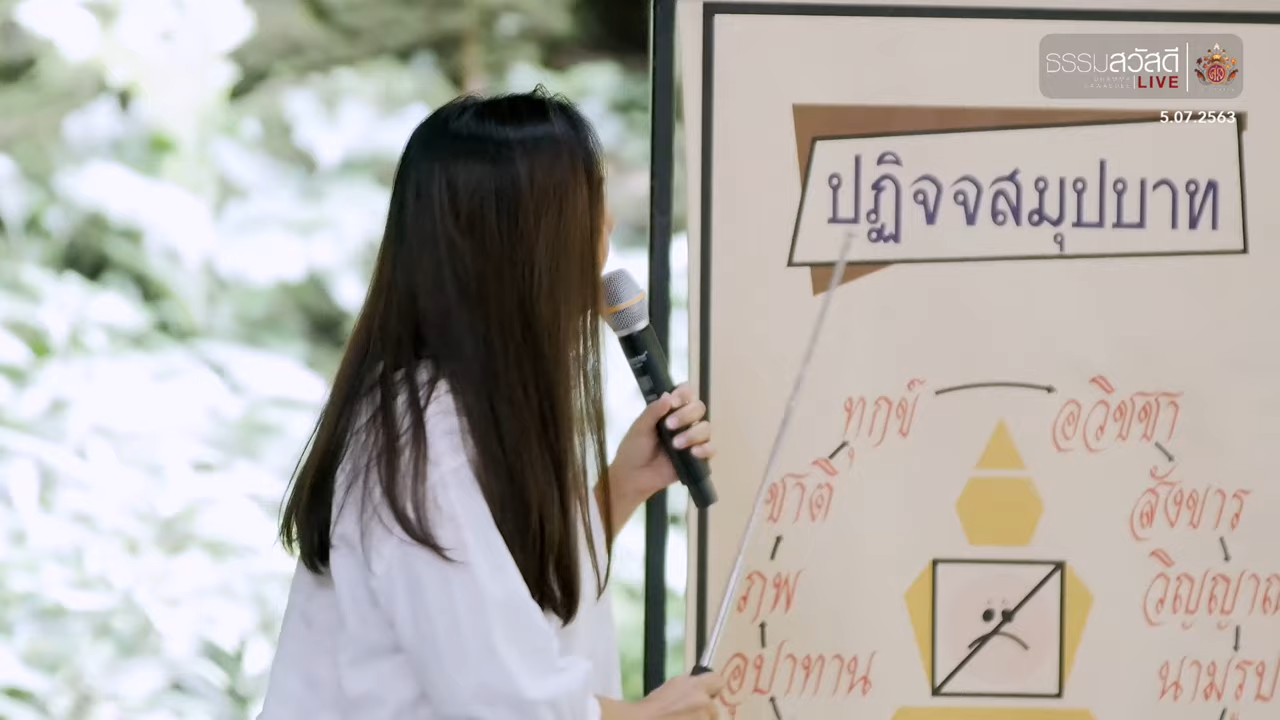 ธรรมสวัสดี
LIVE
5.07.2563
ปฏิจจสมุปบาท
ทุกข์ อวิชชา
ชาติ สังขาร
ภพ วิญญาณ
อุปาทาน นามรูป